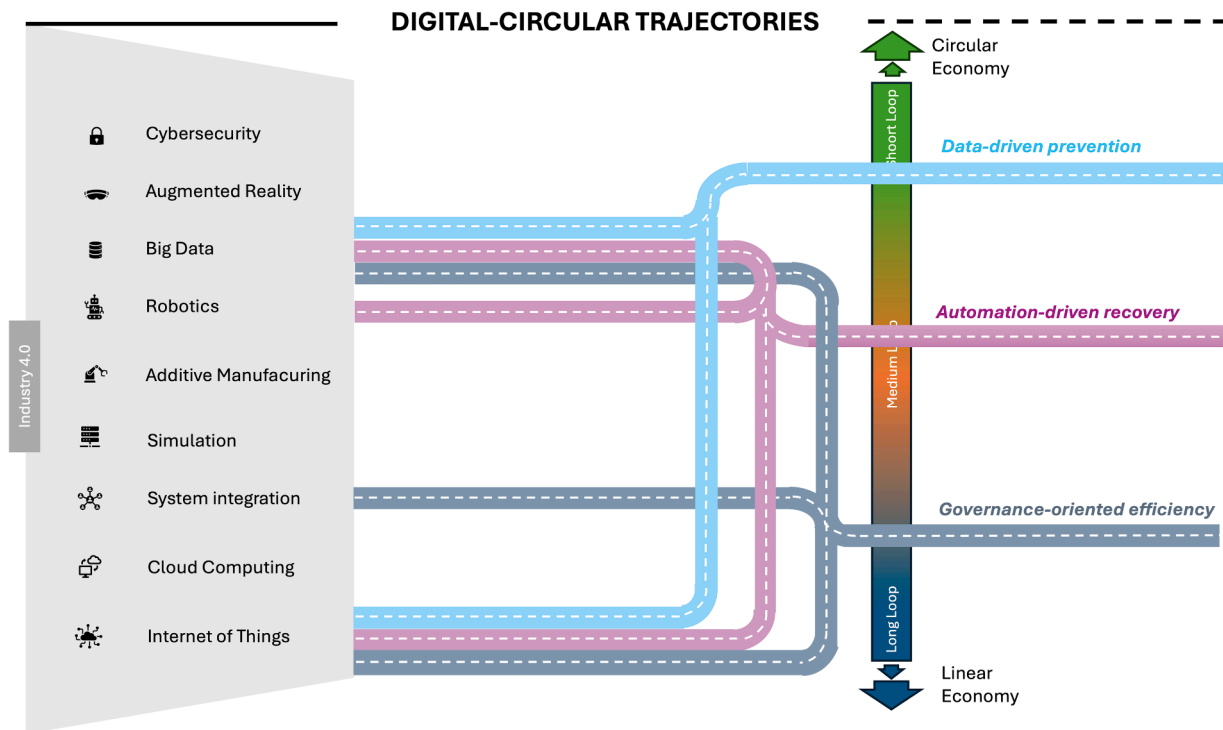 DIGITAL-CIRCULAR TRAJECTORIES
Industry 4.0
Cybersecurity
Augmented Reality
Big Data
Robotics
Additive Manufacuring
Simulation
System integration
Cloud Computing
Internet of Things
Circular
Economy
Shoort Loop
Medium L
Long Loop
Linear
Economy
Data-driven prevention
Automation-driven recovery
Governance-oriented efficiency